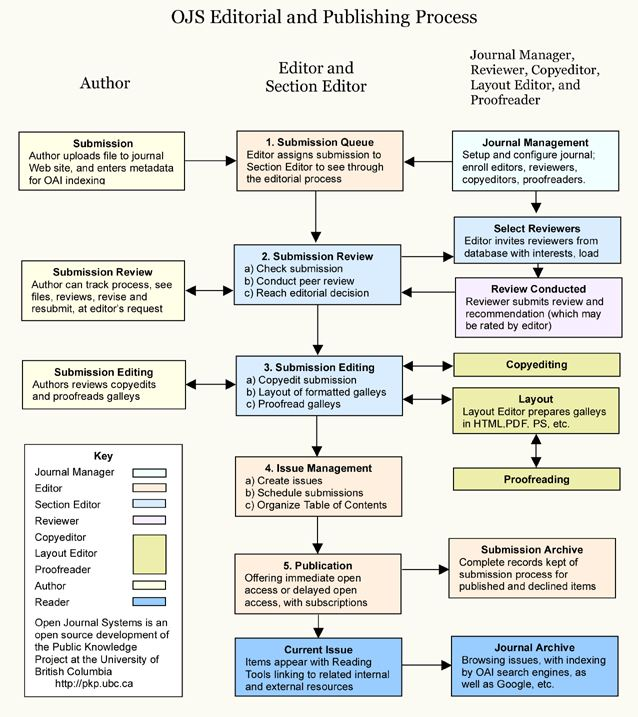 OJS Editorial and Publishing Process
Author
Editor and
Section Editor
Journal Manager,
Reviewer, Copyeditor,
Layout Editor, and
Proofreader
Submission
Author uploads file to journal
Web site, and enters metadata
for OAI indexing
1. Submission Queue
Editor assigns submission to
Section Editor to see through
the editorial process
Journal Management
Setup and configure journal;
enroll editors, reviewers,
copyeditors, proofreaders.
Select Reviewers
Editor invites reviewers from
database with interests, load
Submission Review
Author can track process, see
files, reviews, revise and
resubmit, at editor's request
2. Submission Review
a) Check submission
b) Conduct peer review
c) Reach editorial decision
Review Conducted
Reviewer submits review and
recommendation (which may
be rated by editor)
Submission Editing
Authors reviews copyedits
and proofreads galleys
3. Submission Editing
a) Copyedit submission
b) Layout of formatted galleys
c) Proofread galleys
Copyediting
Layout
Layout Editor prepares galleys
in HTML,PDF. PS, etc.
Proofreading
Key
Journal Manager
Editor
Section Editor
Reviewer
Copyeditor
Layout Editor
Proofreader
Author
Reader
Open Journal Systems is an
open source development of
the Public Knowledge
Project at the University of
British Columbia
http://pkp.ubc.ca
4. Issue Management
a) Create issues
b) Schedule submissions
c) Organize Table of Contents
5. Publication
Offering immediate open
access or delayed open
access, with subscriptions
Submission Archive
Complete records kept of
submission process for
published and declined items
Current Issue
Items appear with Reading
Tools linking to related internal
and external resources
Journal Archive
Browsing issues, with indexing
by OAI search engines, as
well as Google, etc.